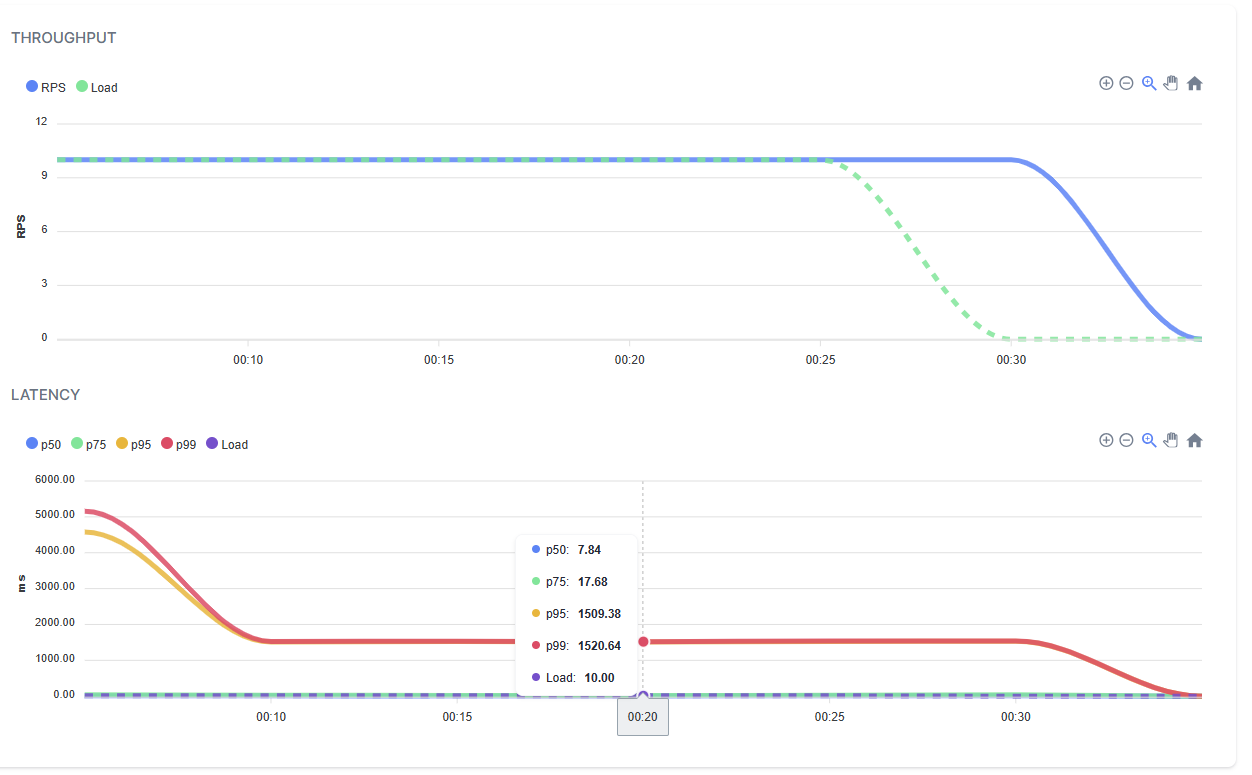 THROUGHPUT
RPS Load
12
9
6
3
0
RPS
00:10 00:15 00:20 00:25 00:30
LATENCY
p50 p75 p95 p99 Load
6000.00
5000.00
4000.00
3000.00
2000.00
1000.00
0.00
ms
p50: 7.84
p75: 17.68
p95: 1509.38
p99: 1520.64
Load: 10.00
00:10 00:15 00:20 00:25 00:30